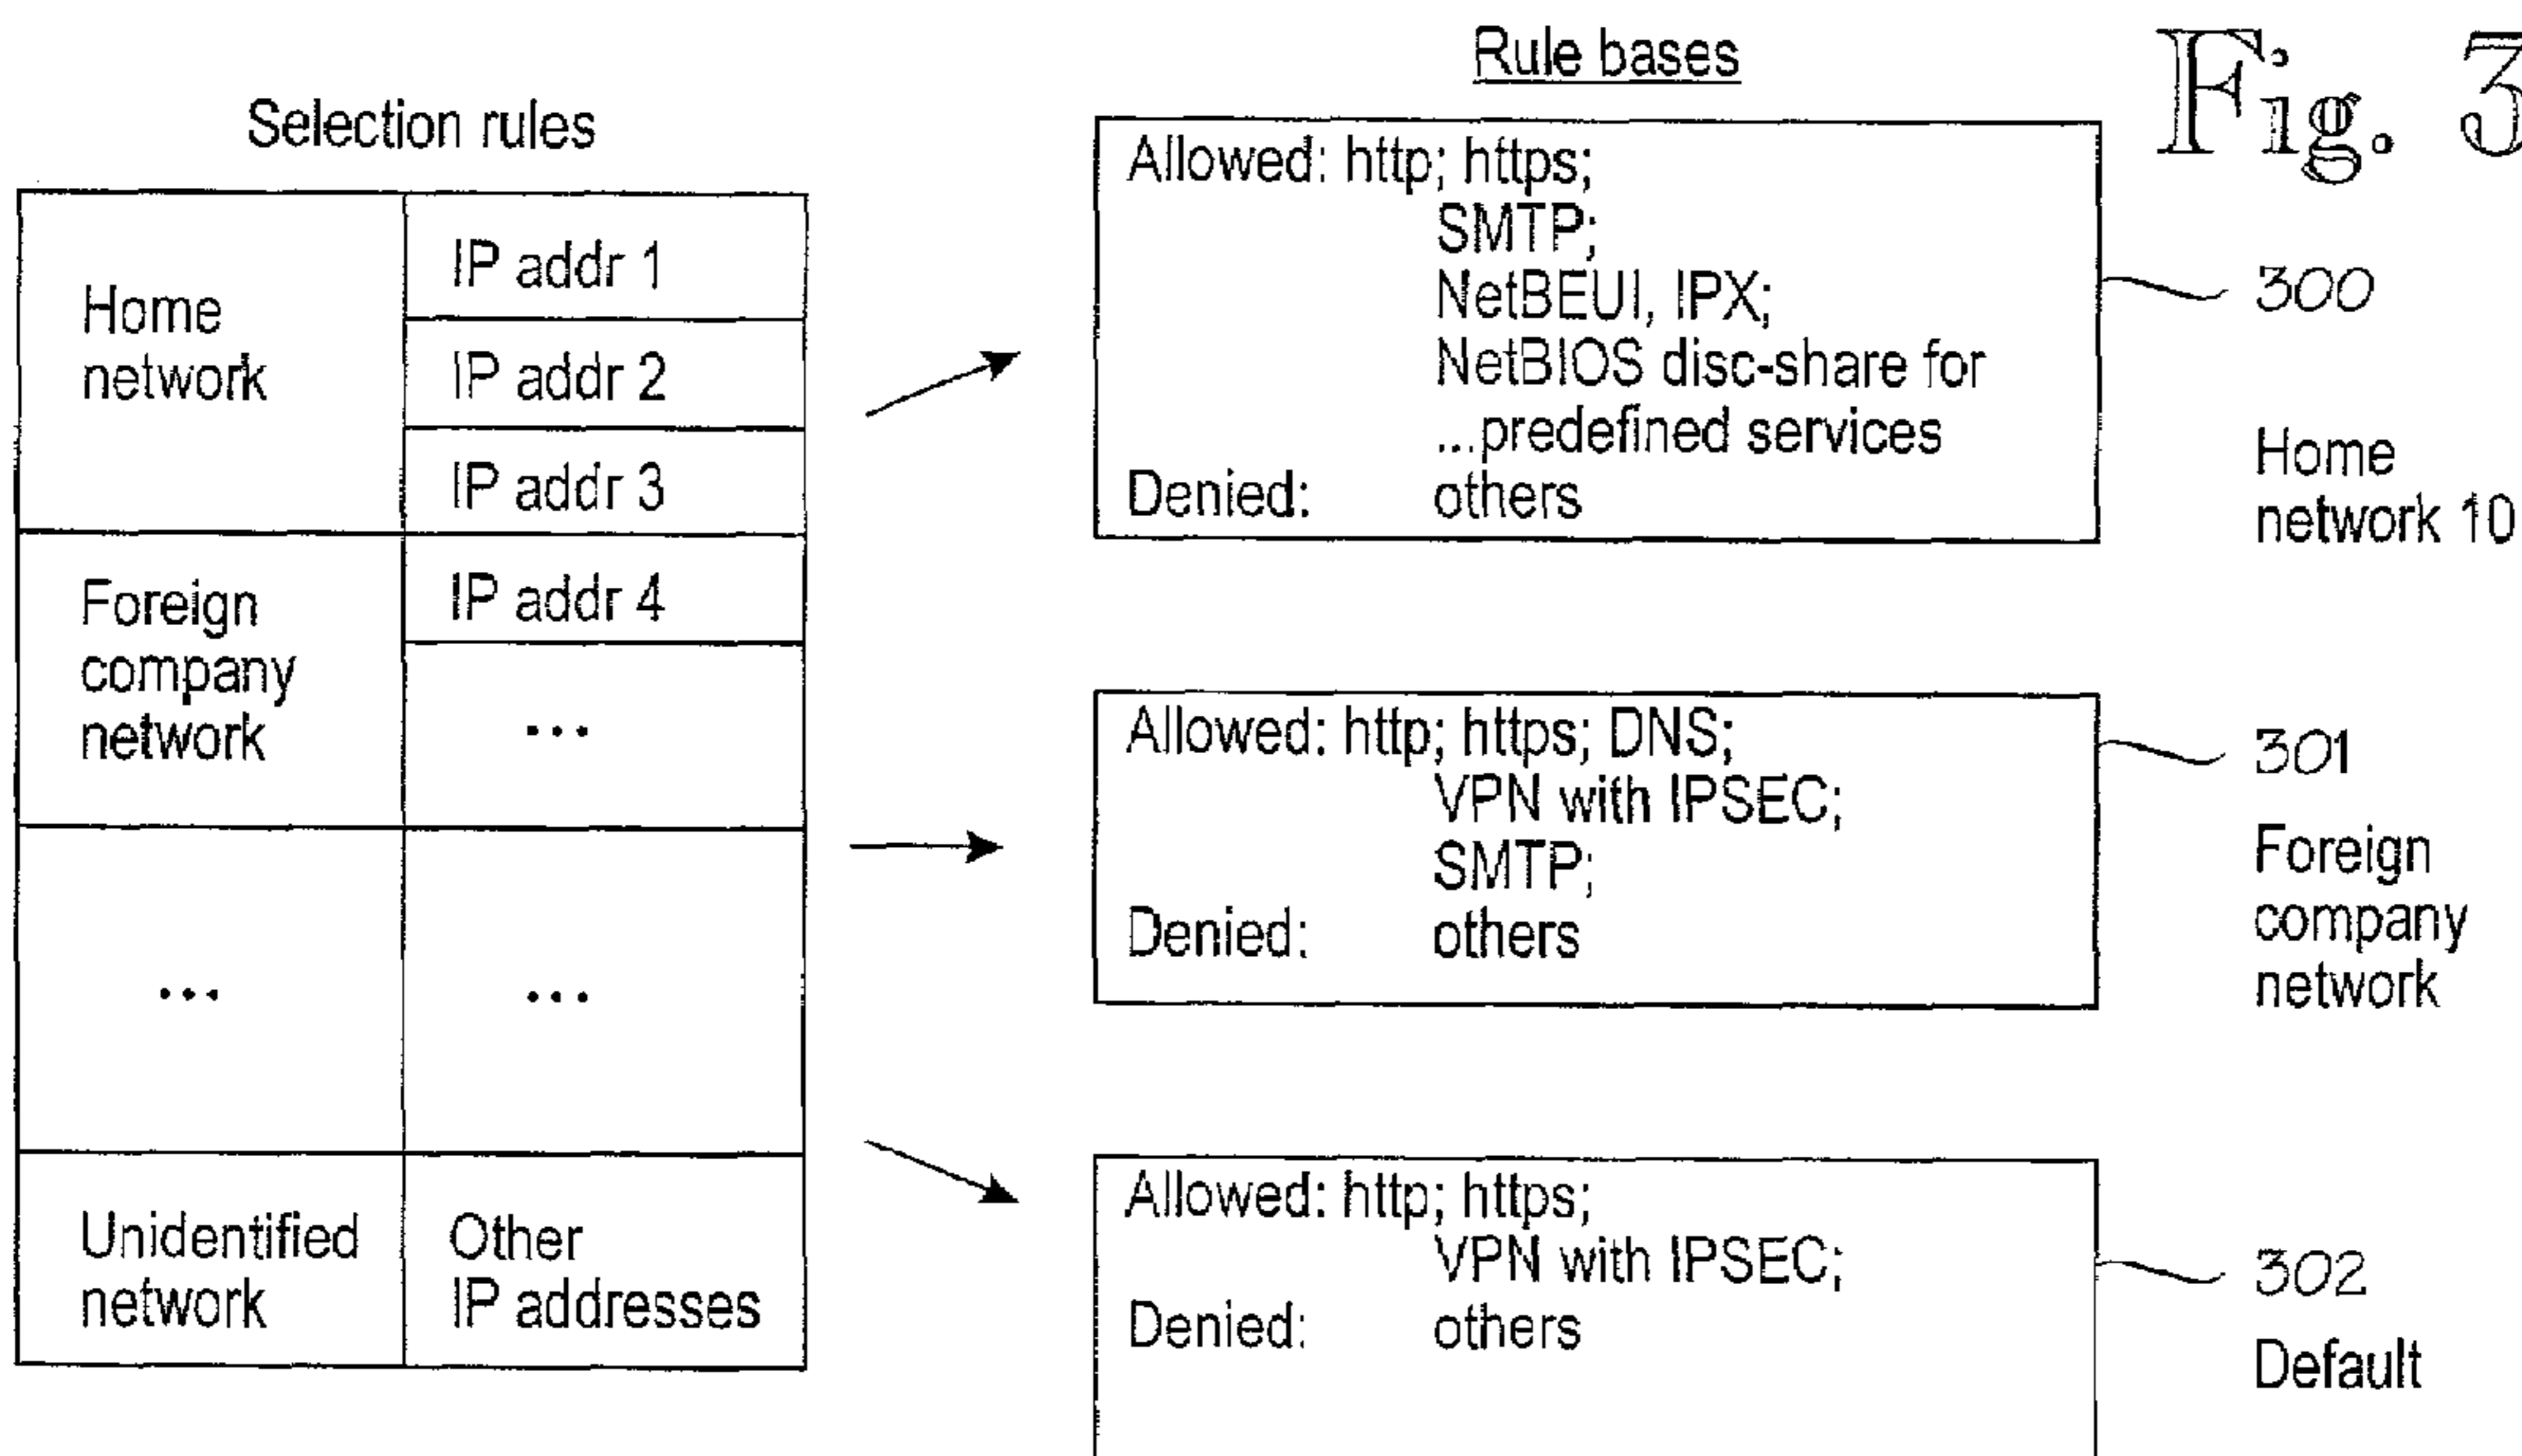 Fig. 3
Selection rules
Home
network
IP addr 1
IP addr 2
IP addr 3
Foreign
company
network
IP addr 4
...
...
...
Unidentified
network
Other
IP addresses
Rule bases
Allowed: http; https;
SMTP;
NetBEUI, IPX;
NetBIOS disc-share for
...predefined services
Denied: others
300
Home
network 10
Allowed: http; https; DNS;
VPN with IPSEC;
SMTP;
Denied: others
301
Foreign
company
network
Allowed: http; https;
VPN with IPSEC;
Denied: others
302
Default